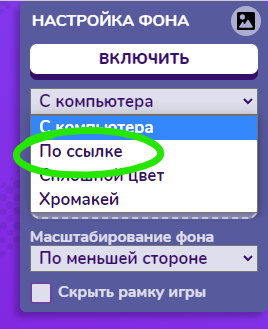 НАСТРОЙКА ФОНА
ВКЛЮЧИТЬ
С компьютера
С компьютера
По ссылке
Сплошной цвет
Хромакей
Масштабирование фона
По меньшей стороне
Скрыть рамку игры